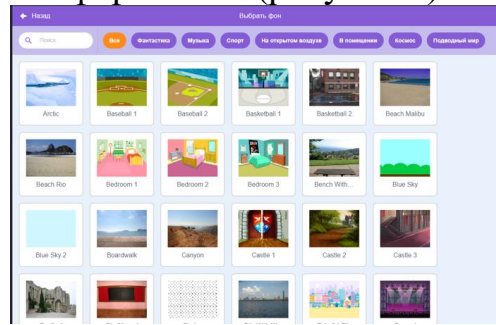 Назад
Выбрать фон
Поиск
Все
Фантастика
Музыка
Спорт
На открытом воздухе
В помещении
Космос
Подводный мир
Arctic
Baseball 1
Baseball 2
Basketball 1
Basketball 2
Beach Malibu
Beach Rio
Bedroom 1
Bedroom 2
Bedroom 3
Bench With...
Blue Sky
Blue Sky 2
Boardwalk
Canyon
Castle 1
Castle 2
Castle 3